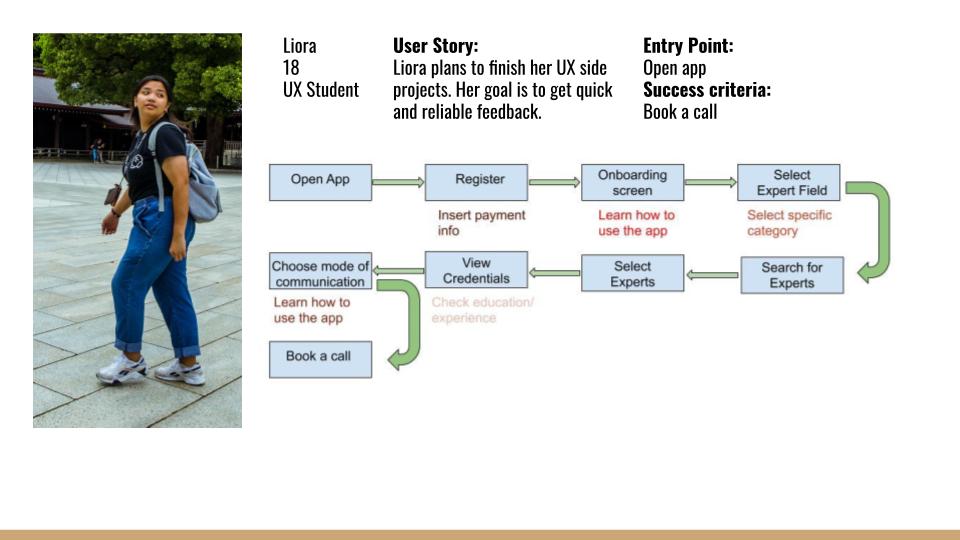 Liora
18
UX Student
User Story:
Liora plans to finish her UX side
projects. Her goal is to get quick
and reliable feedback.
Entry Point:
Open app
Success criteria:
Book a call
Open App
Register
Onboarding
screen
Select
Expert Field
Insert payment
info
Learn how to
use the app
Select specific
category
Choose mode of
communication
View
Credentials
Select
Experts
Search for
Experts
Learn how to
use the app
Check education/
experience
Book a call